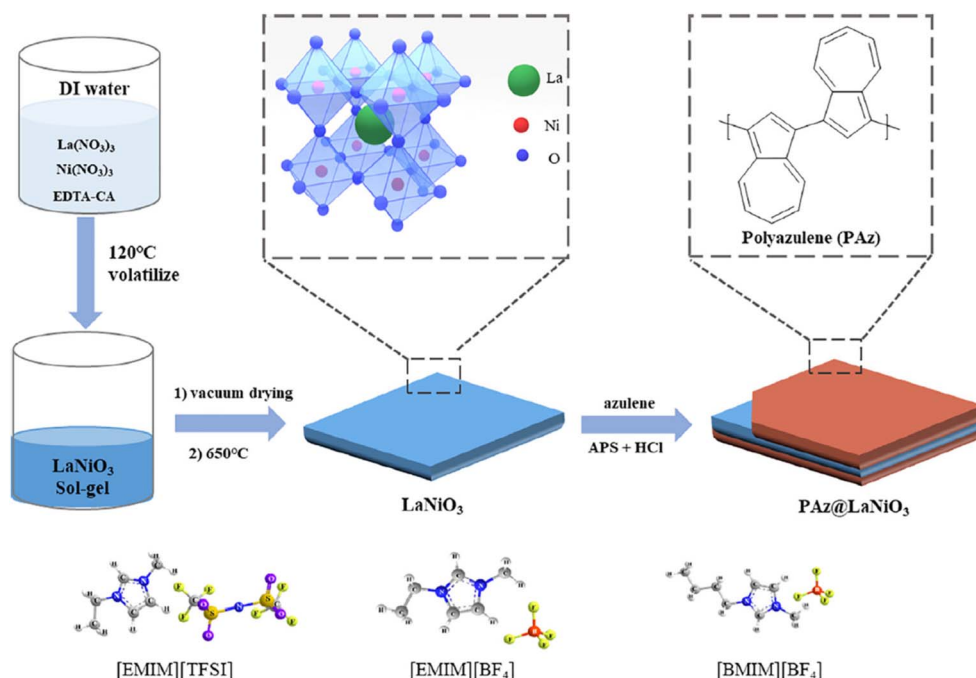 DI water
La(NO₃)₃
Ni(NO₃)₃
EDTA-CA
120°C
volatilize
LaNiO₃
Sol-gel
1) vacuum drying
2) 650°C
La
Ni
O
LaNiO₃
azulene
APS + HCl
Polyazulene (PAz)
PAz@LaNiO₃
[EMIM][TFSI]
[EMIM][BF₄]
[BMIM][BF₄]